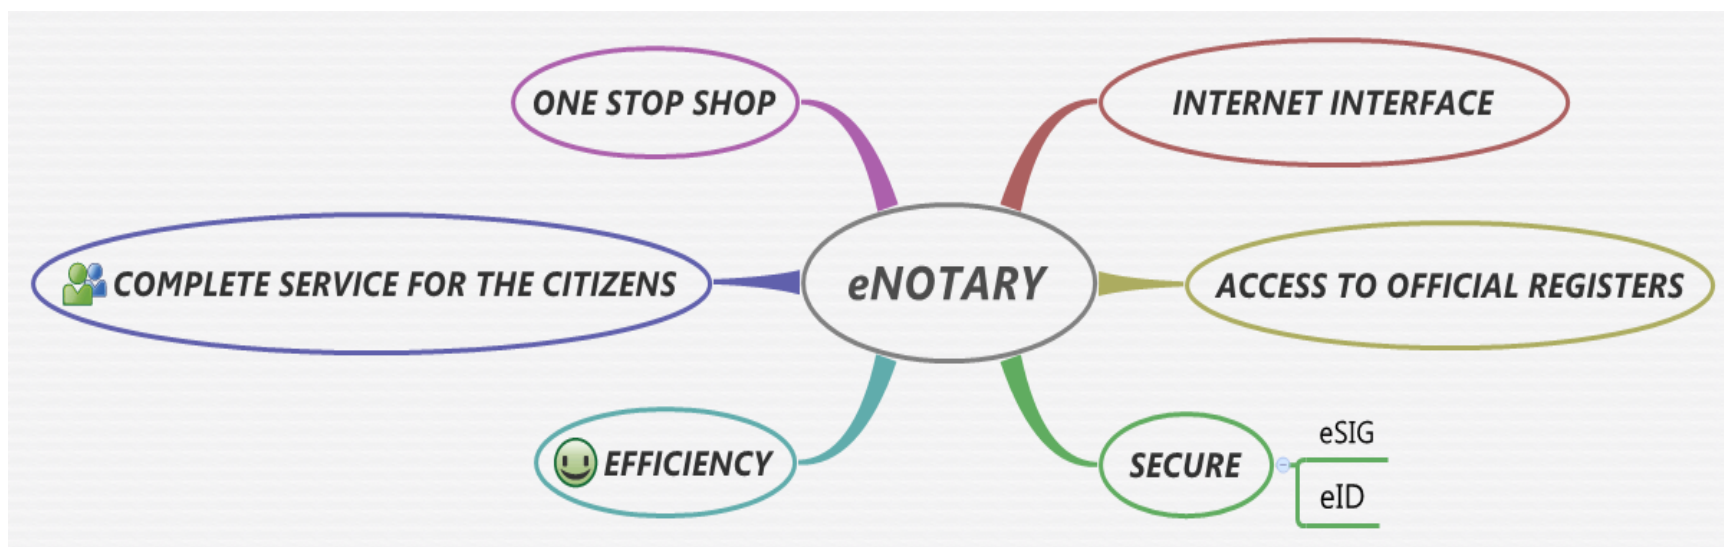 ONE STOP SHOP
INTERNET INTERFACE
COMPLETE SERVICE FOR THE CITIZENS
eNOTARY
ACCESS TO OFFICIAL REGISTERS
EFFICIENCY
SECURE
eSIG
eID